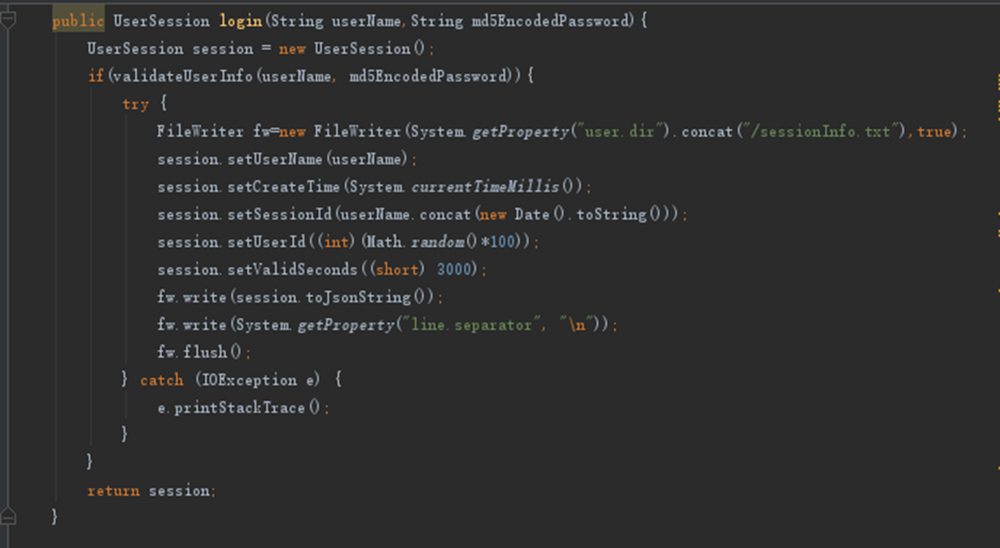 public UserSession login(String userName,String md5EncodedPassword){
UserSession session = new UserSession();
if(validateUserInfo(userName, md5EncodedPassword)){
try {
FileWriter fw=new FileWriter(System.getProperty("user.dir").concat("/sessionInfo.txt"),true);
session.setUserName(userName);
session.setCreateTime(System.currentTimeMillis());
session.setSessionId(userName.concat(new Date().toString()));
session.setUserId((int)(Math.random()*100));
session.setValidSeconds((short) 3000);
fw.write(session.toJsonString());
fw.write(System.getProperty("line.separator", "\n"));
fw.flush();
} catch (IOException e) {
e.printStackTrace();
}
}
return session;
}